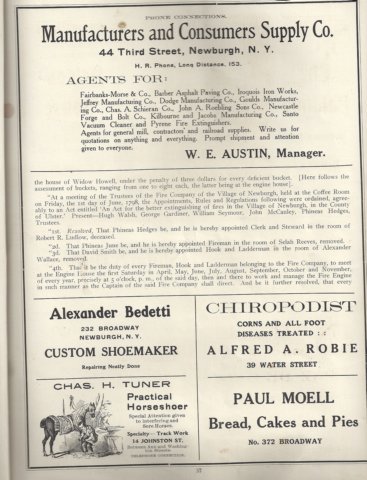 PHONE CONNECTIONS.
Manufacturers and Consumers Supply Co.
44 Third Street, Newburgh, N. Y.
H. R. Phone, Long Distance, 153.
AGENTS FOR:
Fairbanks-Morse & Co., Barber Asphalt Paving Co., Iroquois Iron Works,
Jeffrey Manufacturing Co., Dodge Manufacturing Co., Goulds Manufactur-
ing Co., Chas. A. Schieran Co., John A. Roebling Sons Co., Newcastle
Forge and Bolt Co., Kilbourne and Jacobs Manufacturing Co., Santo
Vacuum Cleaner and Pyrene Fire Extinguishers.
Agents for general mill, contractors' and railroad supplies. Write us for
quotations on anything and everything. Prompt shipment and attention
given to everyone.
W. E. AUSTIN, Manager.
the house of Widow Howell, under the penalty of three dollars for every deficient bucket. [Here follows the
assessment of buckets, ranging from one to eight each, the latter being at the engine house].
"At a meeting of Trustees of the Fire Company of the Village of Newburgh, held at the Coffee Room
on Friday, the 1st day of June, 1798, the Appointments, Rules and Regulations following were ordained, agree-
ably to an Act entitled 'An Act for the better extinguishing of fires in the Village of Newburgh, in the County
of Ulster.' Present—Hugh Walsh, George Gardner, William Seymour, John McCauley, Phineas Hedges,
Trustees.
"1st. Resolved, That Phineas Hedges be, and he is hereby appointed Clerk and Steward in the room of
Robert R. Ludlow, deceased.
"2d. That Phineas June be, and he is hereby appointed Fireman in the room of Selah Reeves, removed.
"3d. That David Smith be, and he is hereby appointed Hook and Ladderman in the room of Alexander
Wallace, removed.
"4th. That it be the duty of every Fireman, Hook and Ladderman belonging to the Fire Company, to meet
at the Engine House the first Saturday in April, May, June, July, August, September, October and November,
of every year, precisely at 5 o'clock, p. m., of the said day, then and there to work and manage the Fire Engine
in such manner as the Captain of the said Fire Company shall direct. And be it further resolved, that every
Alexander Bedetti
232 BROADWAY
NEWBURGH, N. Y.
CUSTOM SHOEMAKER
Repairing Neatly Done
CHIROPODIST
CORNS AND ALL FOOT
DISEASES TREATED : :
ALFRED A. ROBIE
39 WATER STREET
CHAS. H. TUNER
Practical
Horseshoer
Special Attention given
to Interfering and
Sore Horses.
Specialty—Track Work
14 JOHNSTON ST.
Between Ann and Washing-
ton Streets.
TELEPHONE CONNECTION.
PAUL MOELL
Bread, Cakes and Pies
No. 372 BROADWAY
37